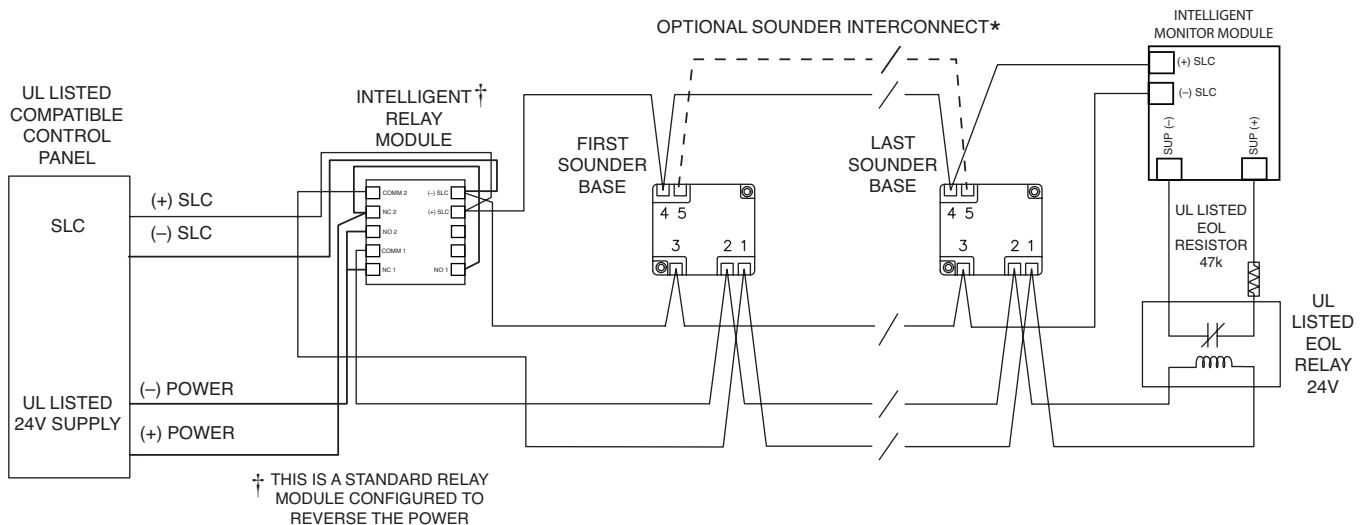 OPTIONAL SOUNDER INTERCONNECT*
INTELLIGENT
MONITOR MODULE
(+) SLC
(–) SLC
SUP (–)
SUP (+)
UL LISTED
COMPATIBLE
CONTROL
PANEL
INTELLIGENT †
RELAY
MODULE
FIRST
SOUNDER
BASE
LAST
SOUNDER
BASE
SLC
(+) SLC
(–) SLC
COMM 2
(–) SLC
NC 2
(+) SLC
NO 2
COMM 1
NC 1
NO 1
4 5
3
2 1
4 5
3
2 1
UL LISTED
EOL
RESISTOR
47k
UL
LISTED
EOL
RELAY
24V
UL LISTED
24V SUPPLY
(–) POWER
(+) POWER
† THIS IS A STANDARD RELAY
MODULE CONFIGURED TO
REVERSE THE POWER